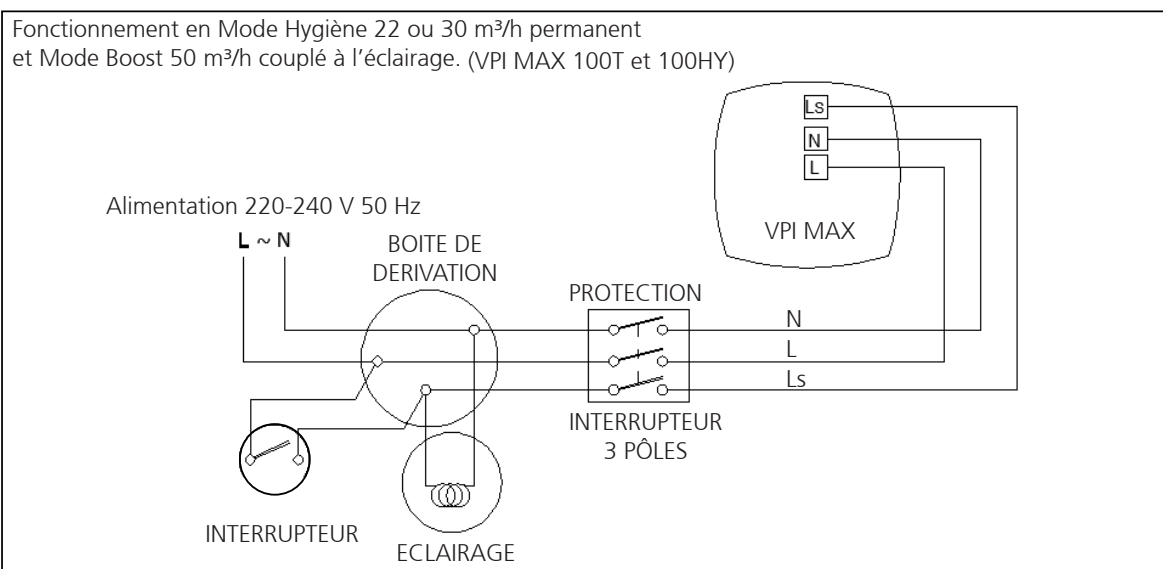 Fonctionnement en Mode Hygiène 22 ou 30 m³/h permanent
et Mode Boost 50 m³/h couplé à l'éclairage. (VPI MAX 100T et 100HY)
Ls
N
L
VPI MAX
Alimentation 220-240 V 50 Hz
L ~ N
BOITE DE
DERIVATION
PROTECTION
N
L
Ls
INTERRUPTEUR
3 PÔLES
INTERRUPTEUR
ECLAIRAGE